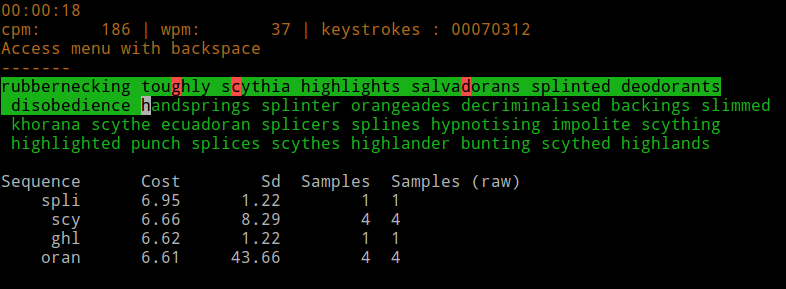 00:00:18
cpm: 186 | wpm: 37 | keystrokes : 00070312
Access menu with backspace
-------
rubbernecking toughly scythia highlights salvadorans splinted deodorants
disobedience handsprings splinter orangeades decriminalised backings slimmed
khorana scythe ecuadoran splicers splines hypnotising impolite scything
highlighted punch splices scythes highlander bunting scythed highlands
Sequence Cost Sd Samples Samples (raw)
spli 6.95 1.22 1 1
scy 6.66 8.29 4 4
ghl 6.62 1.22 1 1
oran 6.61 43.66 4 4